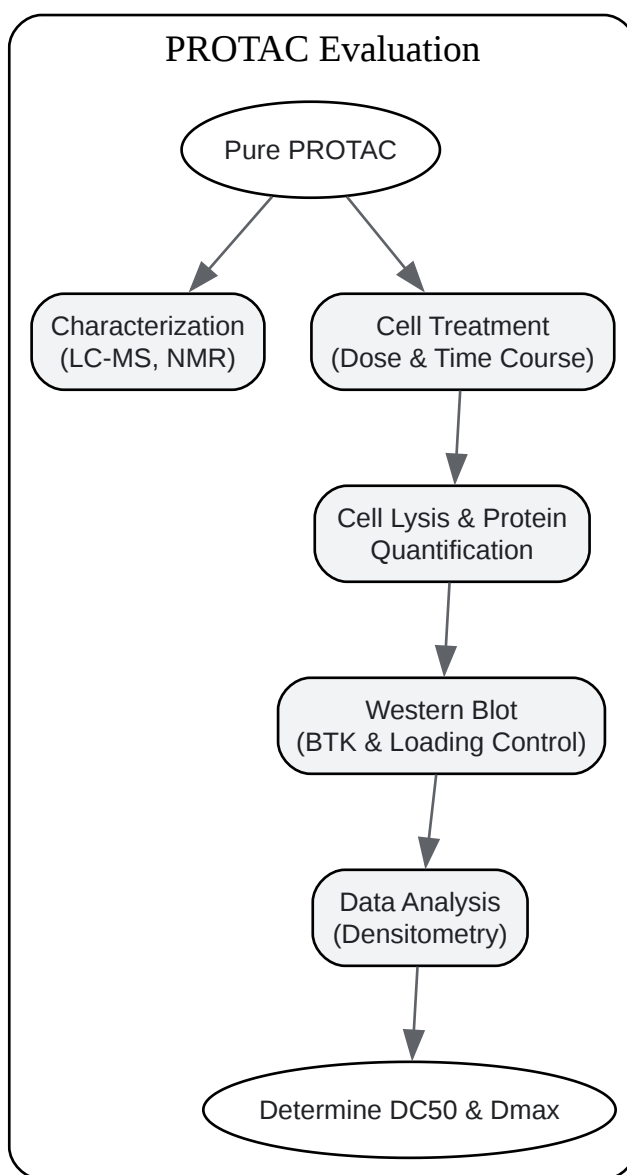 PROTAC Evaluation
Pure PROTAC
Characterization
(LC-MS, NMR)
Cell Treatment
(Dose & Time Course)
Cell Lysis & Protein
Quantification
Western Blot
(BTK & Loading Control)
Data Analysis
(Densitometry)
Determine DC50 & Dmax